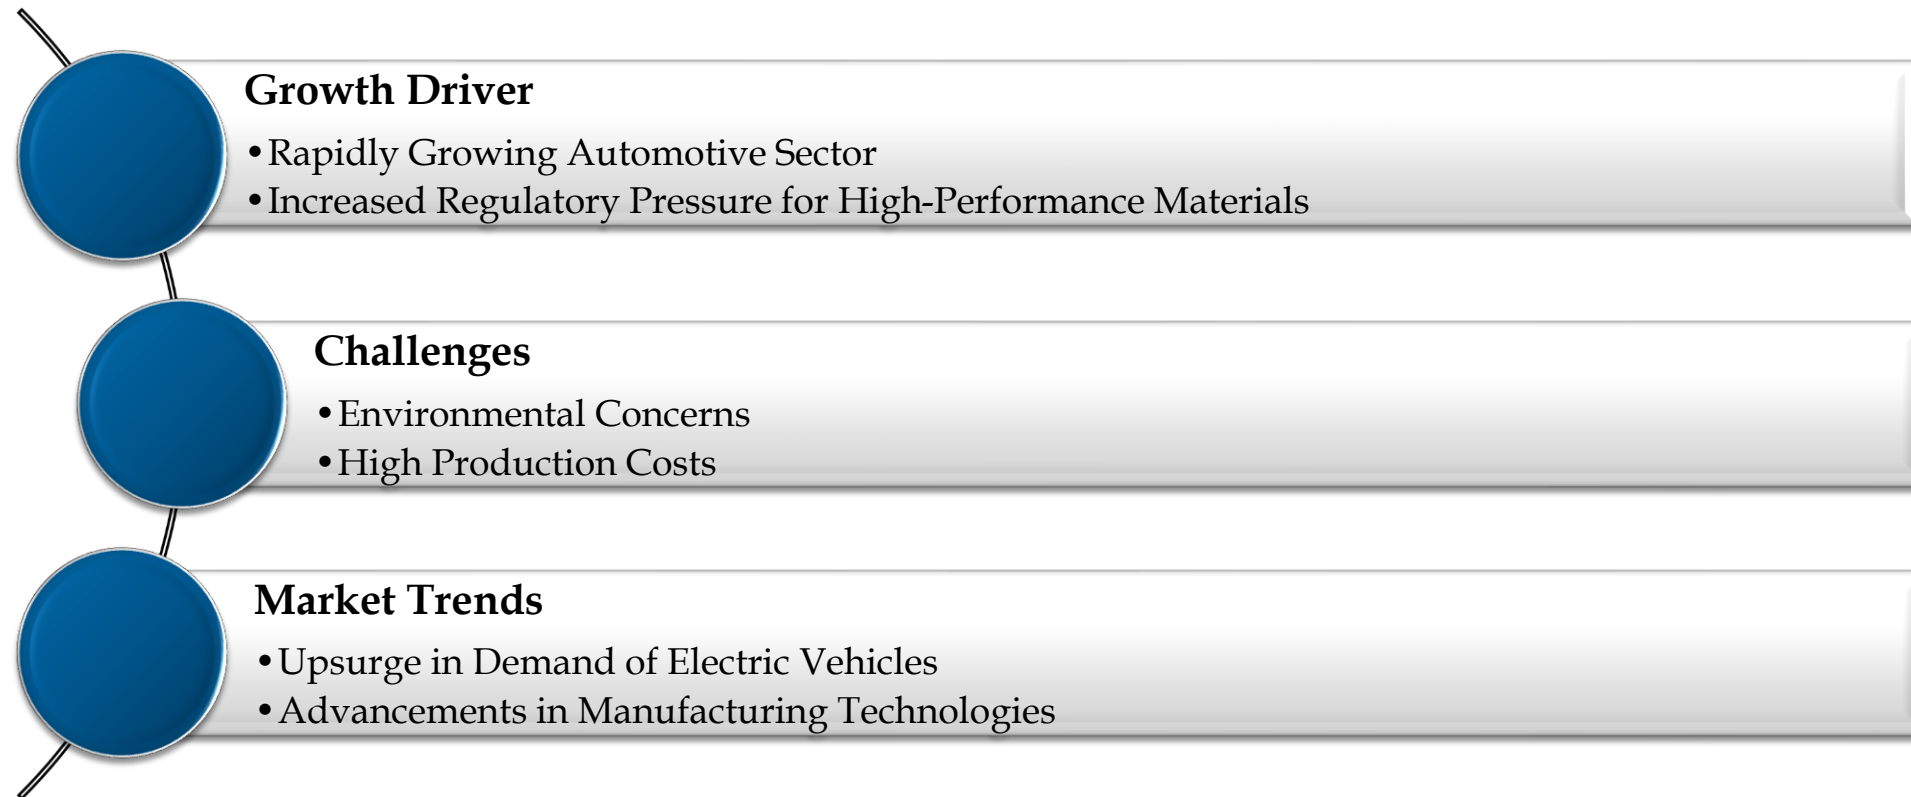 Growth Driver
•Rapidly Growing Automotive Sector
•Increased Regulatory Pressure for High-Performance Materials
Challenges
•Environmental Concerns
•High Production Costs
Market Trends
•Upsurge in Demand of Electric Vehicles
•Advancements in Manufacturing Technologies